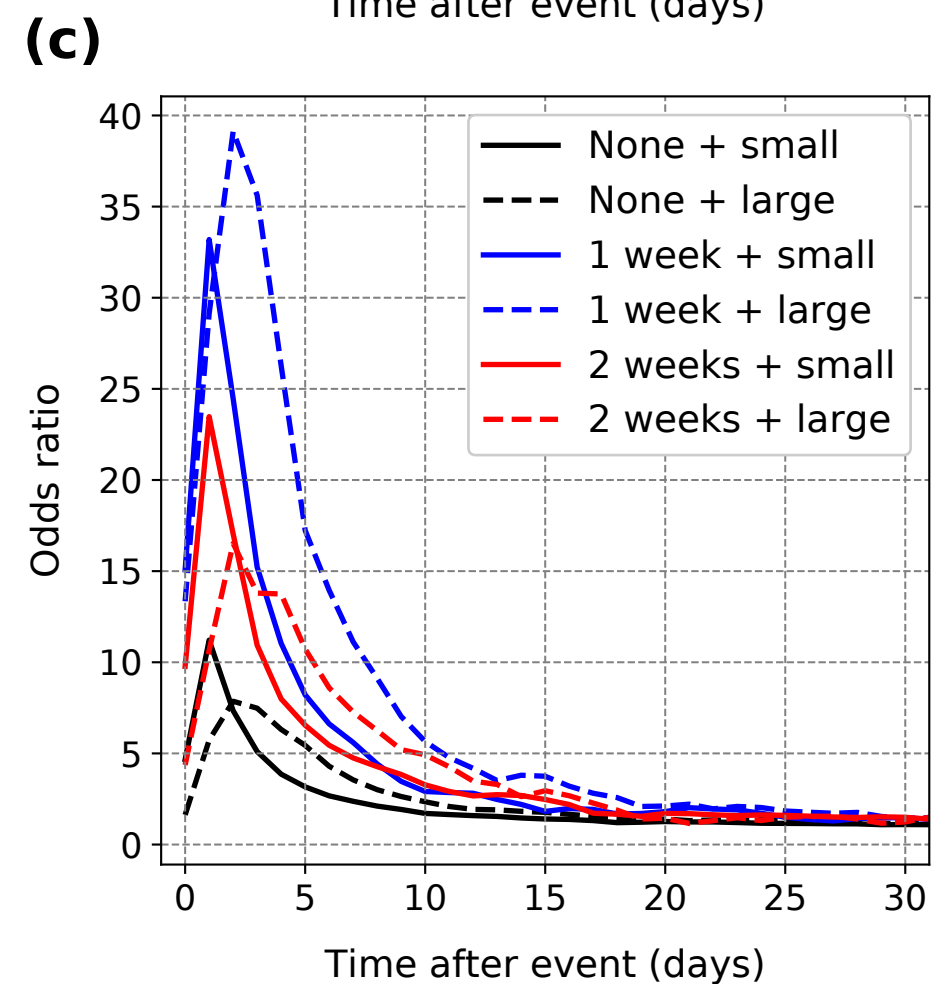 Time after event (days)
(c)
40
35
30
25
20
15
10
5
0
Odds ratio
None + small
None + large
1 week + small
1 week + large
2 weeks + small
2 weeks + large
0 5 10 15 20 25 30
Time after event (days)